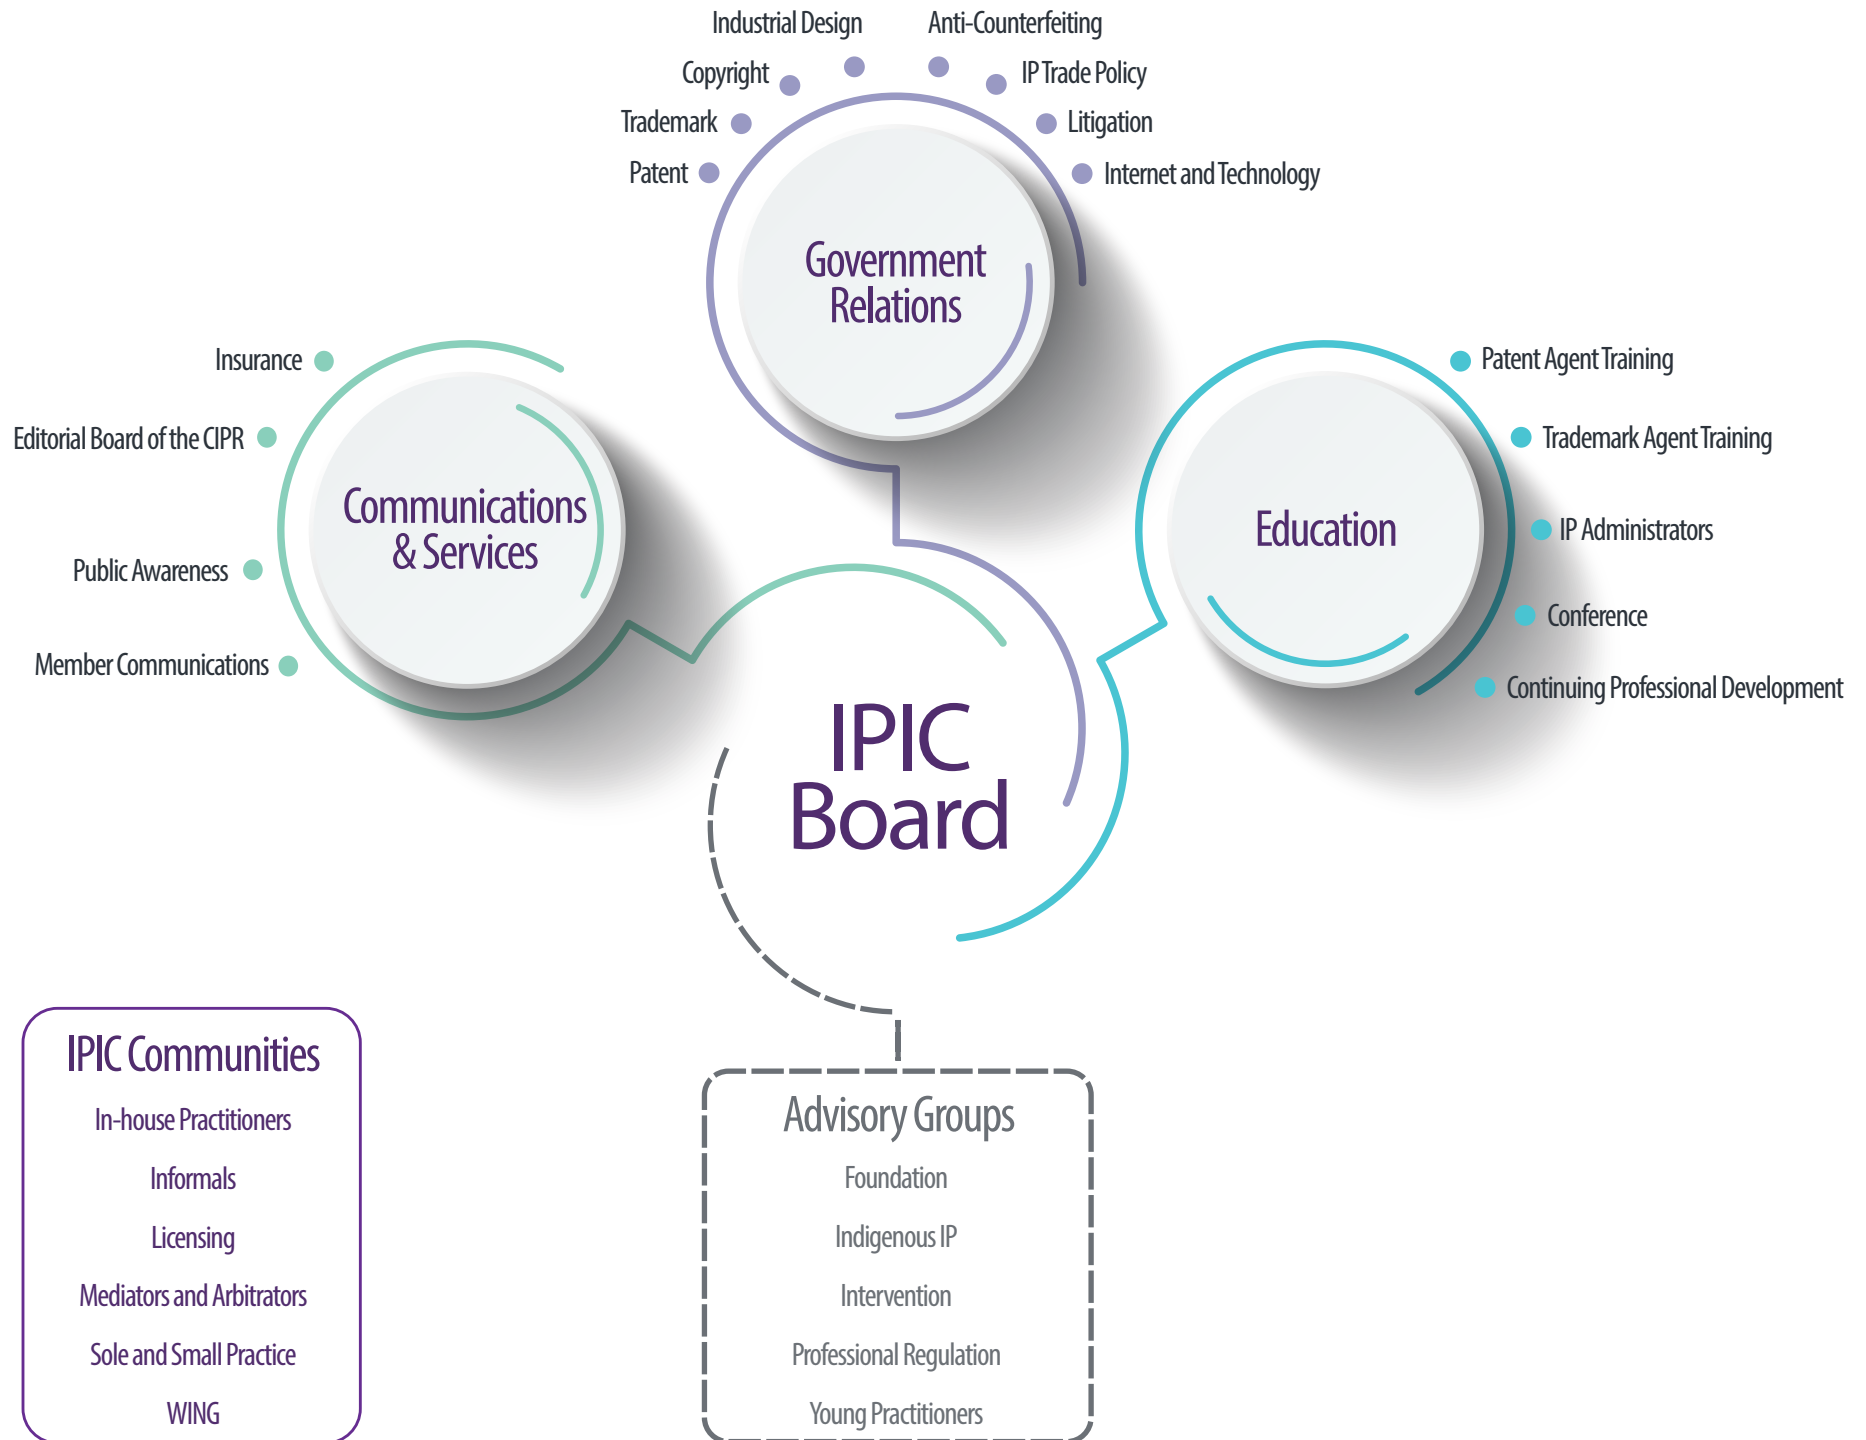 Industrial Design
Anti-Counterfeiting
Copyright
IP Trade Policy
Trademark
Litigation
Patent
Internet and Technology
Government
Relations
Insurance
Editorial Board of the CIPR
Public Awareness
Member Communications
Communications
& Services
Education
Patent Agent Training
Trademark Agent Training
IP Administrators
Conference
Continuing Professional Development
IPIC
Board
IPIC Communities
In-house Practitioners
Informals
Licensing
Mediators and Arbitrators
Sole and Small Practice
WING
Advisory Groups
Foundation
Indigenous IP
Intervention
Professional Regulation
Young Practitioners